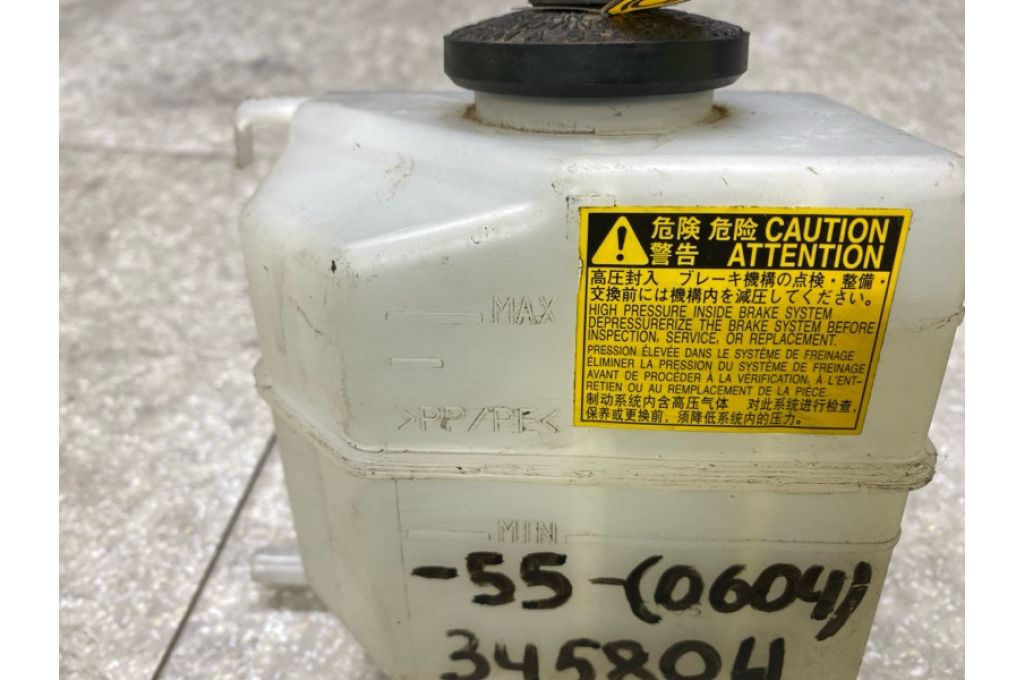 危険 危险 CAUTION
警告 ATTENTION
高圧封入 ブレーキ機構の点検・整備・
交換前には機構内を減圧してください。
HIGH PRESSURE INSIDE BRAKE SYSTEM
DEPRESSURERIZE THE BRAKE SYSTEM BEFORE
INSPECTION, SERVICE, OR REPLACEMENT.
PRESSION ÉLEVÉE DANS LE SYSTÈME DE FREINAGE
ÉLIMINER LA PRESSION DU SYSTÈME DE FREINAGE
AVANT DE PROCÉDER À LA VÉRIFICATION, À L'ENT-
RETIEN OU AU REMPLACEMENT DE LA PIÈCE.
制动系统内含高压气体 对此系统进行检查,
保养或更换前, 须降低系统内的压力。
MAX
>PP/PE<
MIN
-55-(0604)
345804